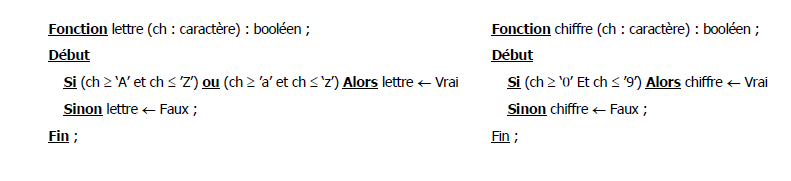 Fonction lettre (ch : caractère) : booléen ;
Début
Si (ch ≥ ‘A’ et ch ≤ ’Z’) ou (ch ≥ ’a’ et ch ≤ ‘z’) Alors lettre ← Vrai
Sinon lettre ← Faux ;
Fin ;
Fonction chiffre (ch : caractère) : booléen ;
Début
Si (ch ≥ ‘0’ Et ch ≤ ’9’) Alors chiffre ← Vrai
Sinon chiffre ← Faux ;
Fin ;